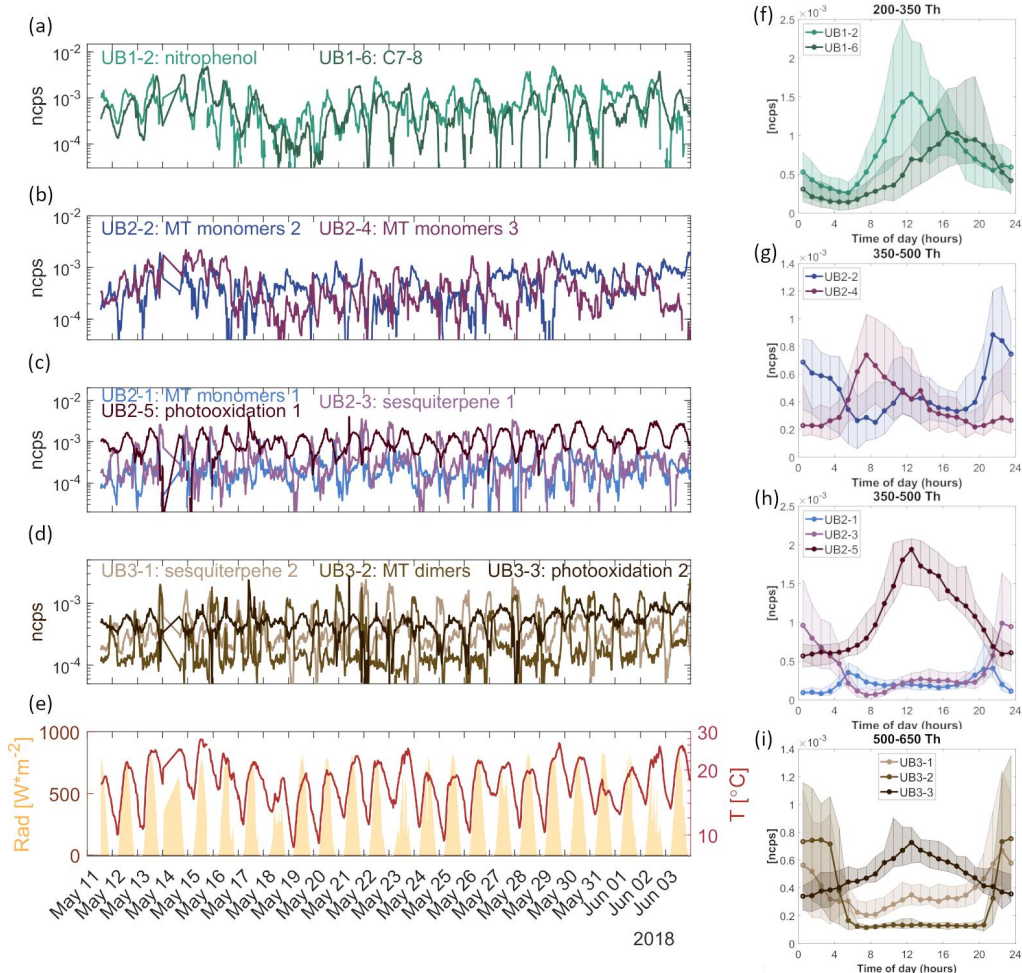 (a)
10⁻²
10⁻³
10⁻⁴
ncps
UB1-2: nitrophenol
UB1-6: C7-8
(b)
10⁻²
10⁻³
10⁻⁴
ncps
UB2-2: MT monomers 2
UB2-4: MT monomers 3
(c)
10⁻²
10⁻³
10⁻⁴
ncps
UB2-1: MT monomers 1
UB2-5: photooxidation 1
UB2-3: sesquiterpene 1
(d)
10⁻³
10⁻⁴
ncps
UB3-1: sesquiterpene 2
UB3-2: MT dimers
UB3-3: photooxidation 2
(e)
1000
500
0
Rad [W*m⁻²]
30
20
10
T [°C]
May 11
May 12
May 13
May 14
May 15
May 16
May 17
May 18
May 19
May 20
May 21
May 22
May 23
May 24
May 25
May 26
May 27
May 28
May 29
May 30
May 31
Jun 01
Jun 02
Jun 03
2018
(f)
200-350 Th
×10⁻³
2.5
2
1.5
1
0.5
0
[ncps]
UB1-2
UB1-6
0 4 8 12 16 20 24
Time of day (hours)
(g)
350-500 Th
×10⁻³
1.4
1.2
1
0.8
0.6
0.4
0.2
0
[ncps]
UB2-2
UB2-4
0 4 8 12 16 20 24
Time of day (hours)
(h)
350-500 Th
×10⁻³
2.5
2
1.5
1
0.5
0
[ncps]
UB2-1
UB2-3
UB2-5
0 4 8 12 16 20 24
Time of day (hours)
(i)
500-650 Th
×10⁻³
1.4
1.2
1
0.8
0.6
0.4
0.2
0
[ncps]
UB3-1
UB3-2
UB3-3
0 4 8 12 16 20 24
Time of day (hours)